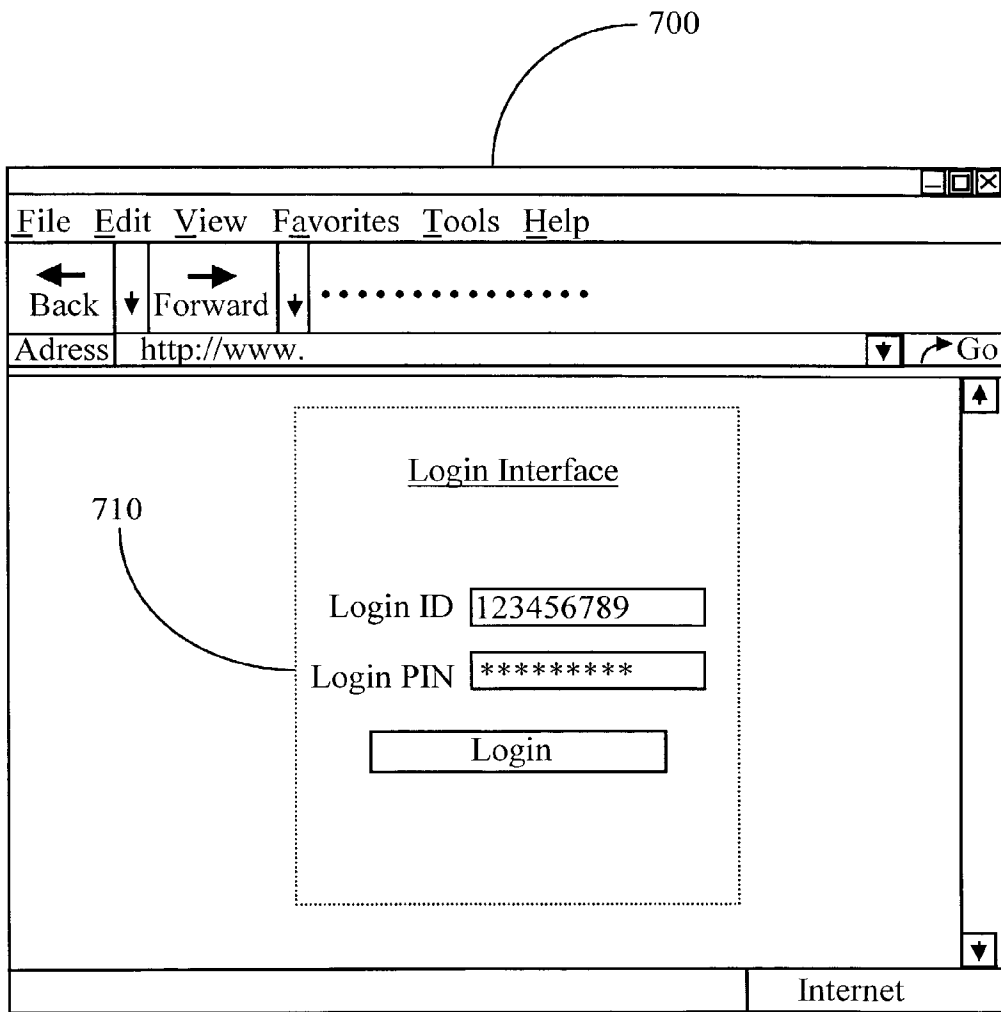 700
File Edit View Favorites Tools Help
Back Forward
Adress http://www. Go
Login Interface
710
Login ID 123456789
Login PIN *********
Login
Internet